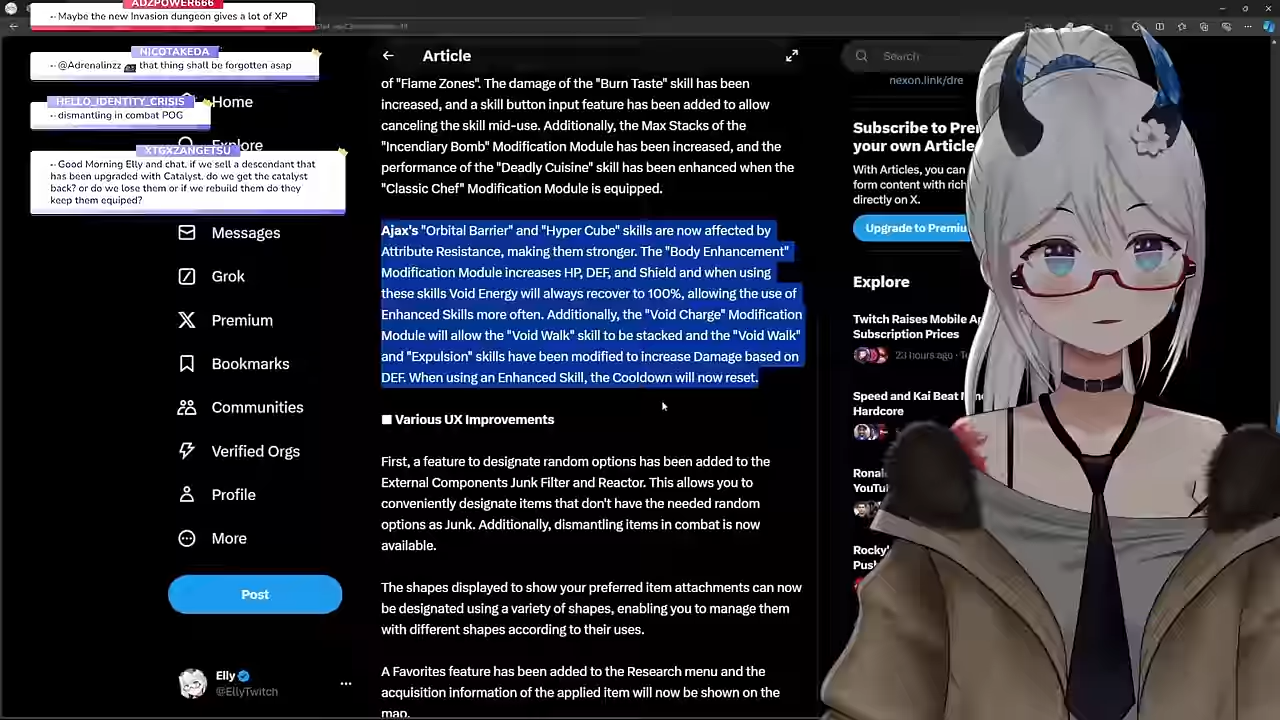 ADZPOWER666
-- Maybe the new Invasion dungeon gives a lot of XP
NICOTAKEDA
-- @Adrenalinzz that thing shall be forgotten asap
HELLO_IDENTITY_CRISIS
-- dismantling in combat POG
XTGXZANGETSU
-- Good Morning Elly and chat. if we sell a descendant that
has been upgraded with Catalyst, do we get the catalyst
back? or do we lose them or if we rebuild them do they
keep them equiped?
Home
Explore
Messages
Grok
Premium
Bookmarks
Communities
Verified Orgs
Profile
More
Post
Elly
@EllyTwitch
Article
of "Flame Zones". The damage of the "Burn Taste" skill has been
increased, and a skill button input feature has been added to allow
canceling the skill mid-use. Additionally, the Max Stacks of the
"Incendiary Bomb" Modification Module has been increased, and the
performance of the "Deadly Cuisine" skill has been enhanced when the
"Classic Chef" Modification Module is equipped.
Ajax's "Orbital Barrier" and "Hyper Cube" skills are now affected by
Attribute Resistance, making them stronger. The "Body Enhancement"
Modification Module increases HP, DEF, and Shield and when using
these skills Void Energy will always recover to 100%, allowing the use of
Enhanced Skills more often. Additionally, the "Void Charge" Modification
Module will allow the "Void Walk" skill to be stacked and the "Void Walk"
and "Expulsion" skills have been modified to increase Damage based on
DEF. When using an Enhanced Skill, the Cooldown will now reset.
■ Various UX Improvements
First, a feature to designate random options has been added to the
External Components Junk Filter and Reactor. This allows you to
conveniently designate items that don't have the needed random
options as Junk. Additionally, dismantling items in combat is now
available.
The shapes displayed to show your preferred item attachments can now
be designated using a variety of shapes, enabling you to manage them
with different shapes according to their uses.
A Favorites feature has been added to the Research menu and the
acquisition information of the applied item will now be shown on the
map.
Search
nexon.link/dre
Subscribe to Pre
your own Article
With Articles, you can
form content with rich
directly on X.
Upgrade to Premiu
Explore
Twitch Raises Mobile A
Subscription Prices
23 hours ago
Speed and Kai Beat
Hardcore
Ronal
YouTu
Rocky'
Push